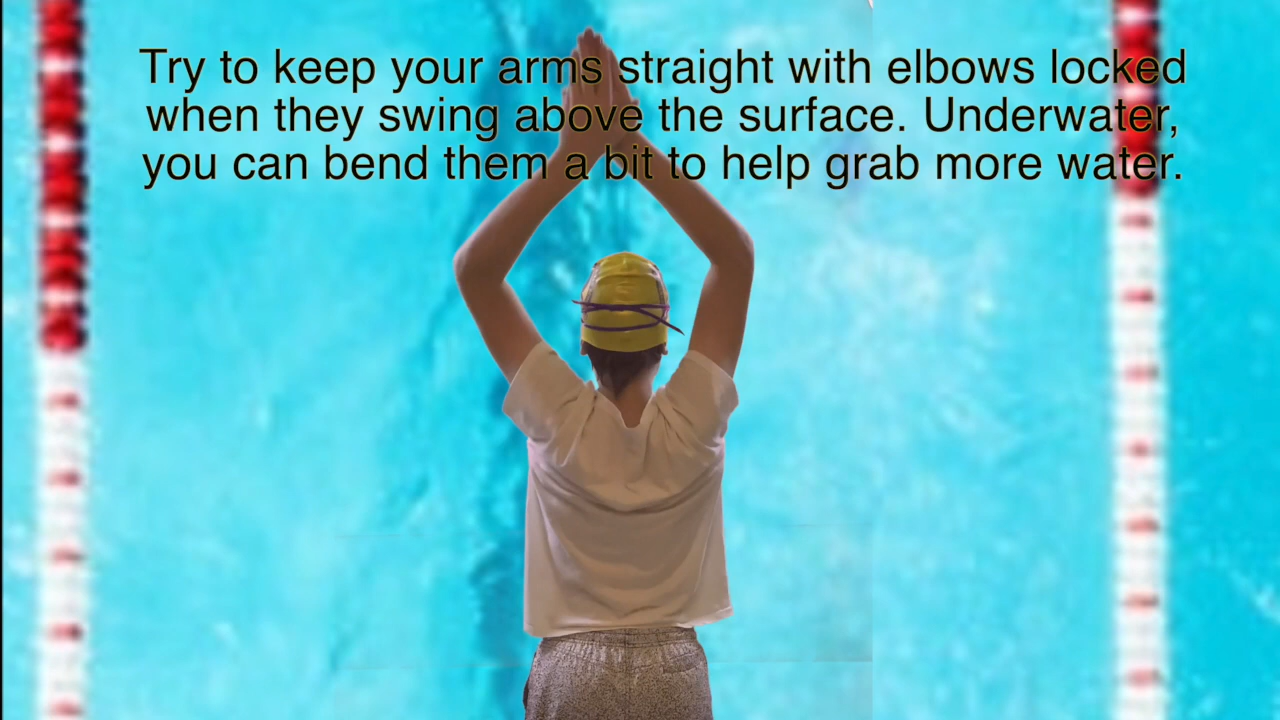 Try to keep your arms straight with elbows locked
when they swing above the surface. Underwater,
you can bend them a bit to help grab more water.